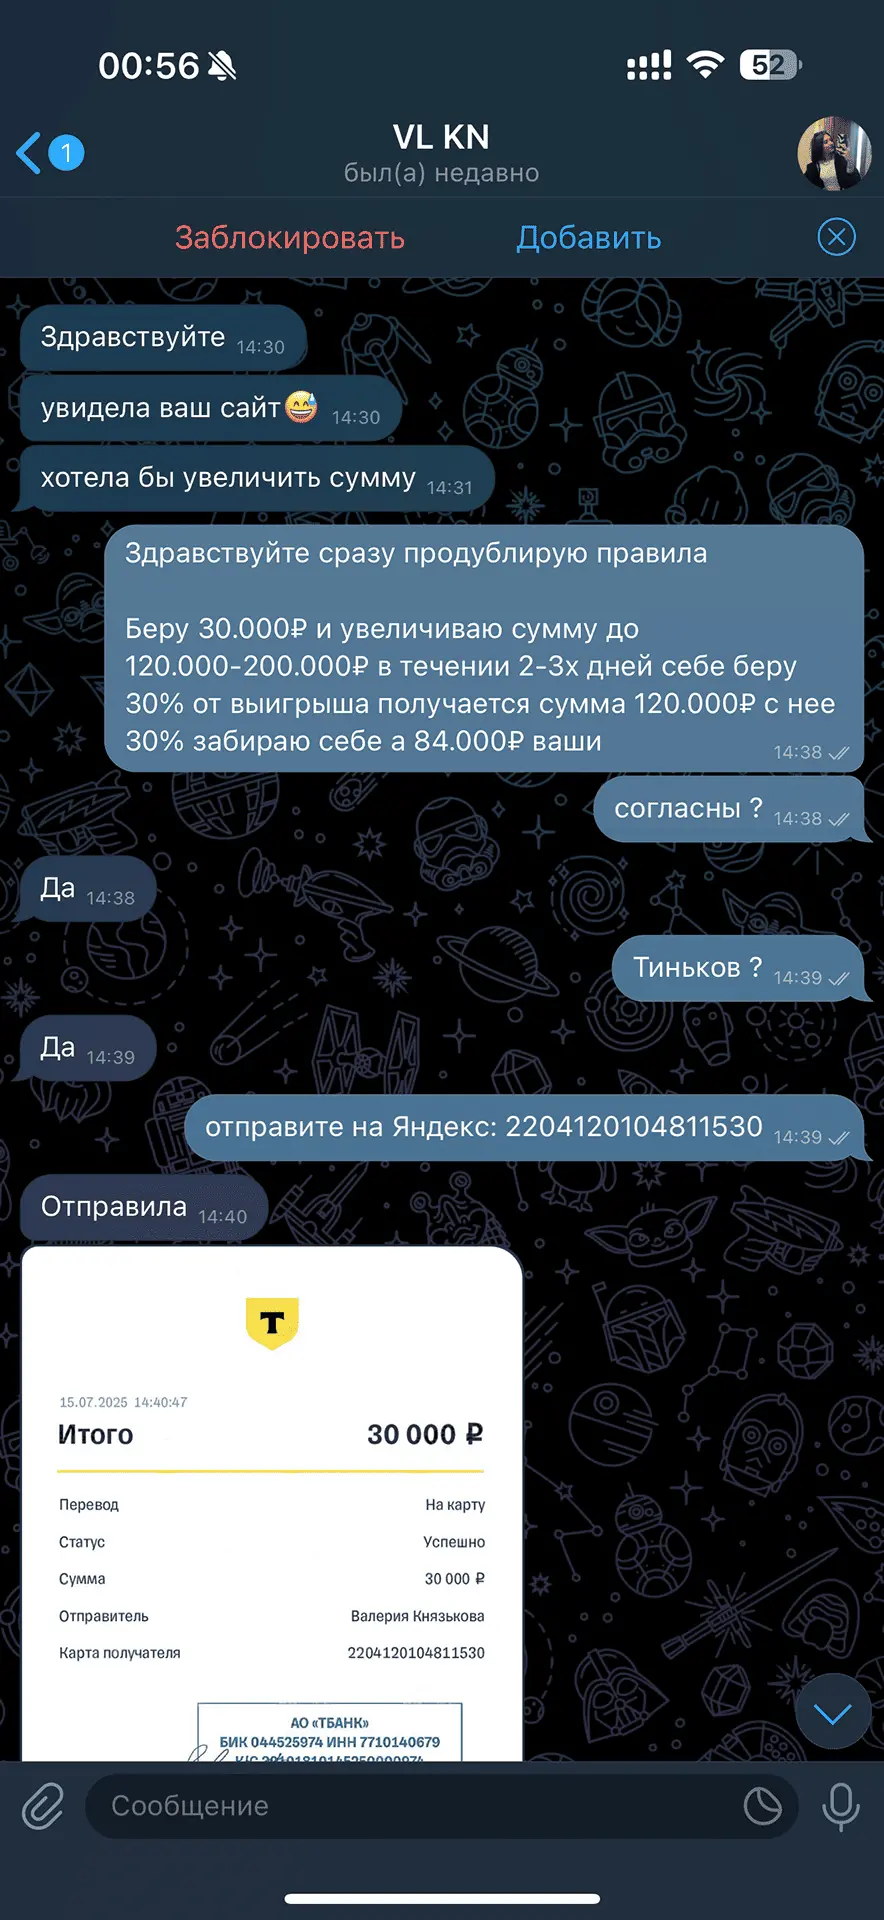 00:56
52
1
VL KN
был(а) недавно
Заблокировать
Добавить
Здравствуйте 14:30
увидела ваш сайт😅 14:30
хотела бы увеличить сумму 14:31
Здравствуйте сразу продублирую правила
Беру 30.000₽ и увеличиваю сумму до
120.000-200.000₽ в течении 2-3х дней себе беру
30% от выигрыша получается сумма 120.000₽ с нее
30% забираю себе а 84.000₽ ваши
14:38
согласны ? 14:38
Да 14:38
Тиньков ? 14:39
Да 14:39
отправите на Яндекс: 2204120104811530 14:39
Отправила 14:40
Т
15.07.2025 14:40:47
Итого 30 000 ₽
Перевод На карту
Статус Успешно
Сумма 30 000 ₽
Отправитель Валерия Князькова
Карта получателя 2204120104811530
АО «ТБАНК»
БИК 044525974 ИНН 7710140679
Сообщение